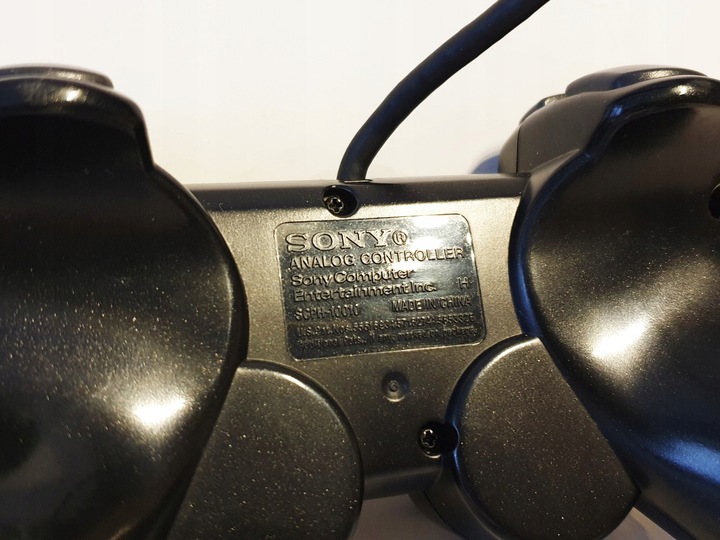 SONY®
ANALOG CONTROLLER
Sony Computer
Entertainment Inc. H
SCPH-10010 MADE IN CHINA